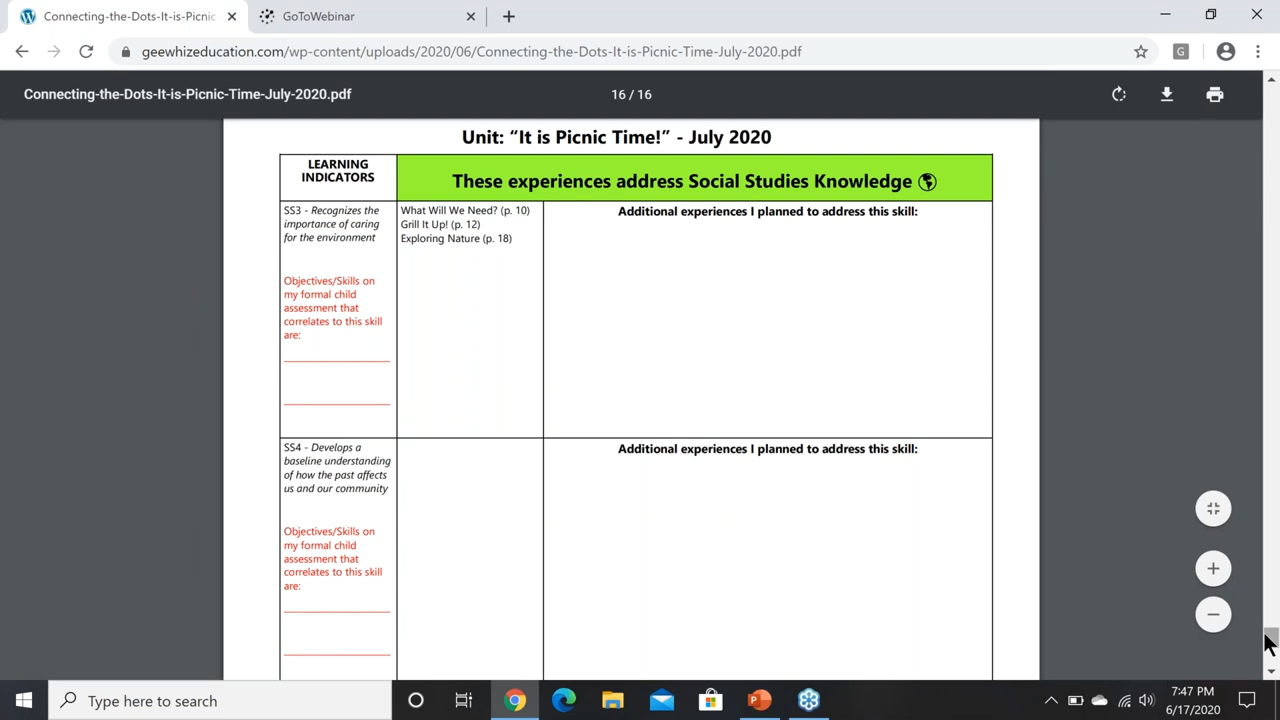 Connecting-the-Dots-It-is-Picnic
GoToWebinar
geewhizeducation.com/wp-content/uploads/2020/06/Connecting-the-Dots-It-is-Picnic-Time-July-2020.pdf
G
Connecting-the-Dots-It-is-Picnic-Time-July-2020.pdf
16 / 16
Unit: “It is Picnic Time!” - July 2020
LEARNING
INDICATORS
These experiences address Social Studies Knowledge
SS3 - Recognizes the
importance of caring
for the environment
Objectives/Skills on
my formal child
assessment that
correlates to this skill
are:
What Will We Need? (p. 10)
Grill It Up! (p. 12)
Exploring Nature (p. 18)
Additional experiences I planned to address this skill:
SS4 - Develops a
baseline understanding
of how the past affects
us and our community
Objectives/Skills on
my formal child
assessment that
correlates to this skill
are:
Additional experiences I planned to address this skill:
Type here to search
7:47 PM
6/17/2020